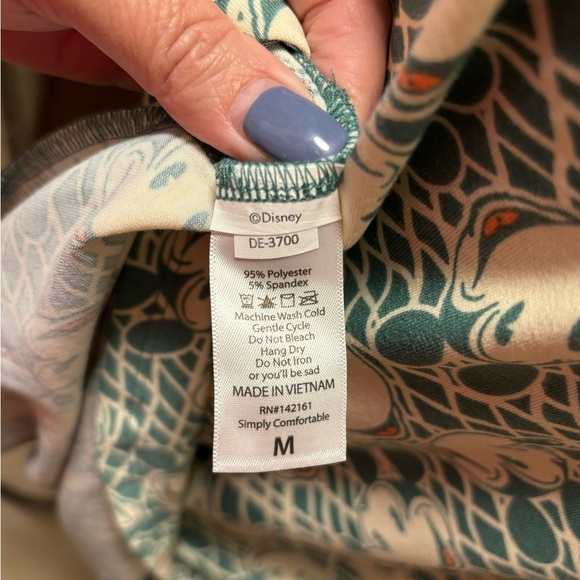 ©Disney
DE-3700
95% Polyester
5% Spandex
Machine Wash Cold
Gentle Cycle
Do Not Bleach
Hang Dry
Do Not Iron
or you'll be sad
MADE IN VIETNAM
RN#142161
Simply Comfortable
M